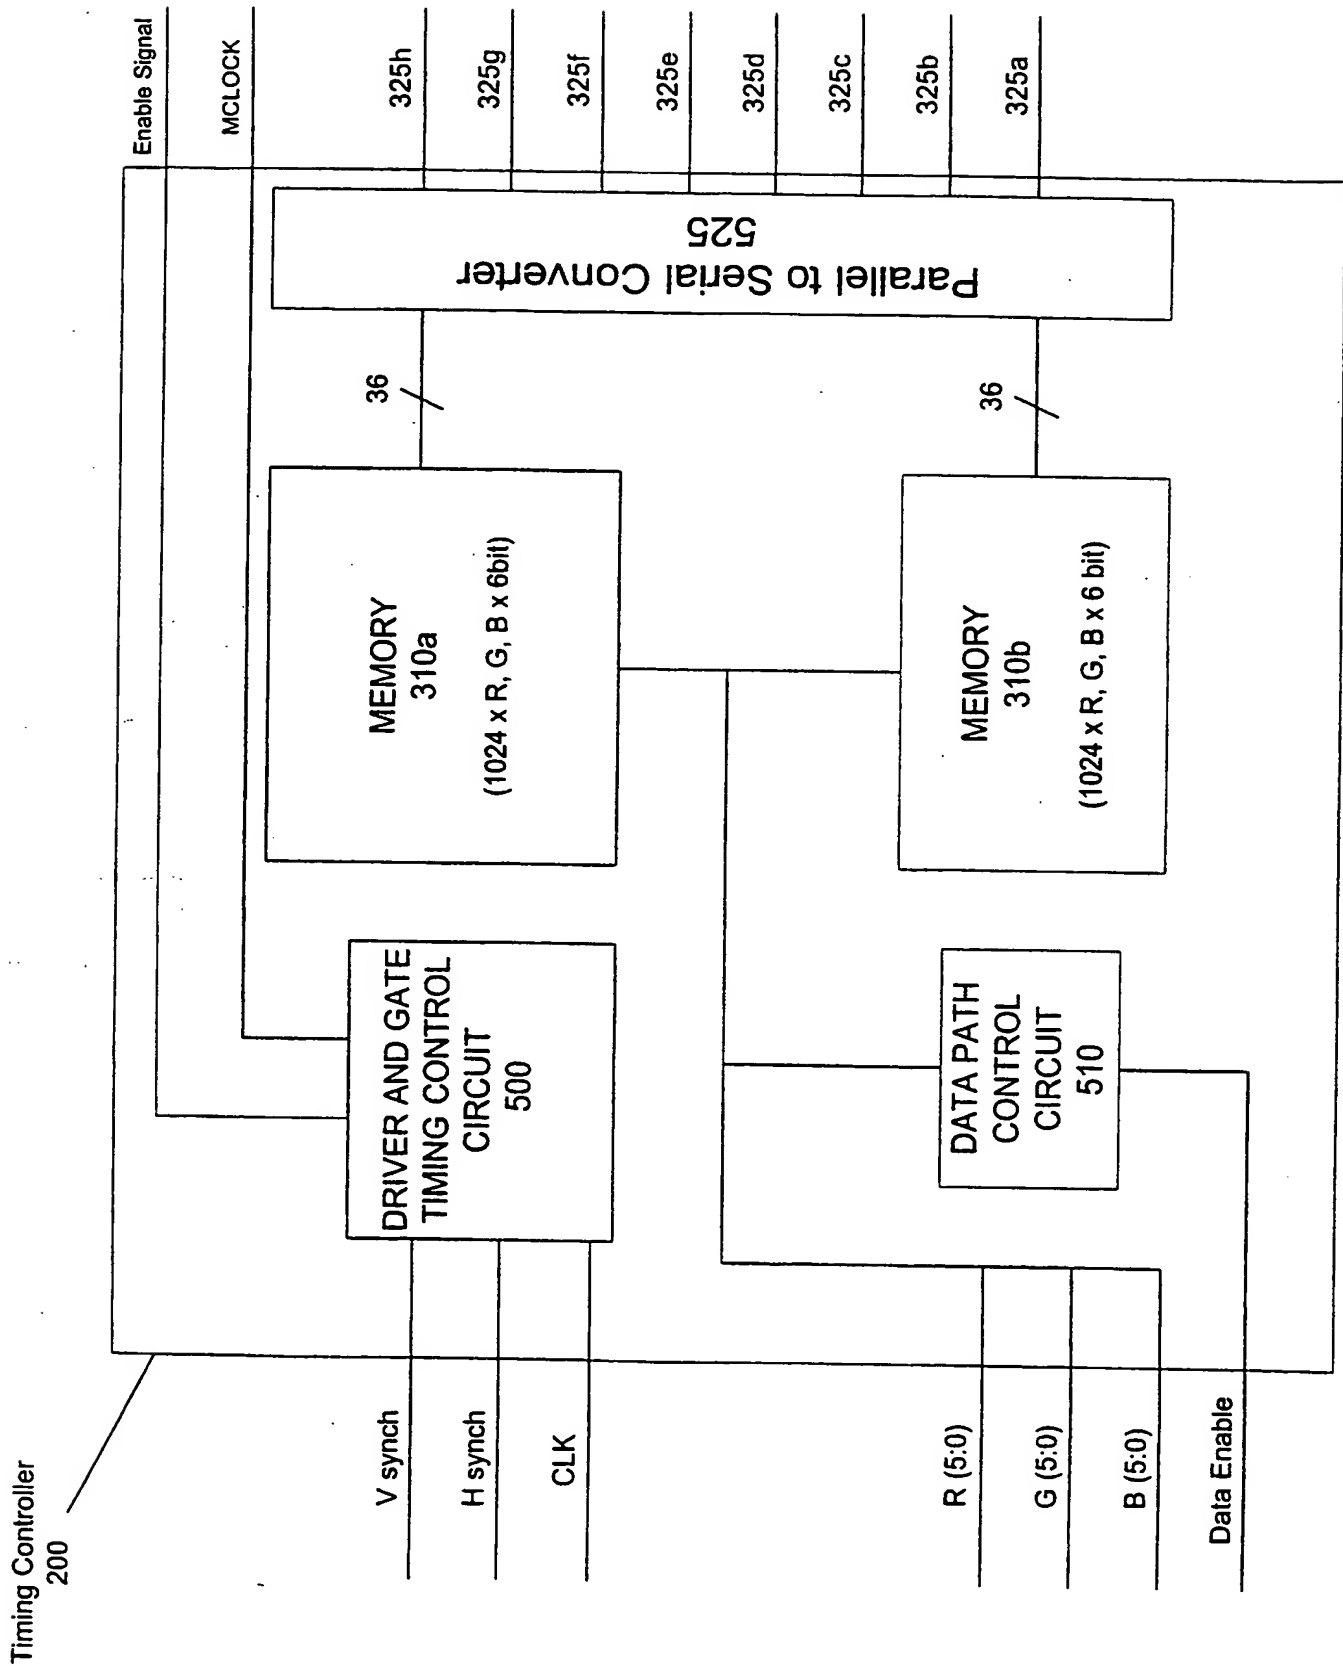 Timing Controller
200
Enable Signal
MCLOCK
V synch
H synch
CLK
DRIVER AND GATE
TIMING CONTROL
CIRCUIT
500
MEMORY
310a
(1024 x R, G, B x 6bit)
36
Parallel to Serial Converter
525
325h
325g
325f
325e
325d
325c
325b
325a
R (5:0)
G (5:0)
B (5:0)
Data Enable
DATA PATH
CONTROL
CIRCUIT
510
MEMORY
310b
(1024 x R, G, B x 6 bit)
36